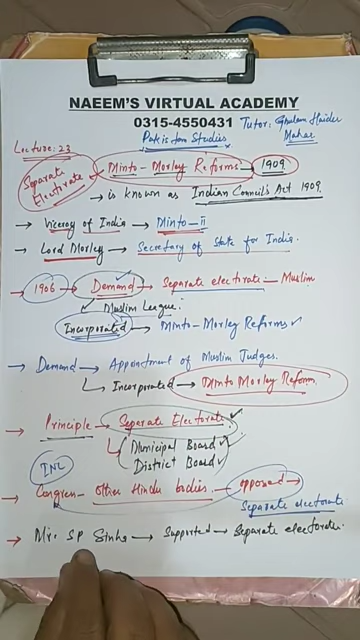 NAEEM'S VIRTUAL ACADEMY
0315-4550431 Tutor: Ghulam Haider Mahar
Pakistan Studies
Lecture: 23
Separate Electorate Minto-Morley Reforms 1909
→ is known as Indian Council's Act 1909.
→ Viceroy of India → Minto-II
→ Lord Morley → Secretary of State for India.
→ 1906 → Demand → Separate electorate - Muslim
Muslim League.
Incorporated → Minto-Morley Reforms
→ Demand → Appointment of Muslim Judges.
Incorporated → Minto Morley Reform
→ Principle → Separate Electorate
Municipal Board
District Board
INC
→ Congress - Other Hindu bodies. - opposed →
Separate electorate
→ Mr. SP Sinha → Supported → Separate electorate.